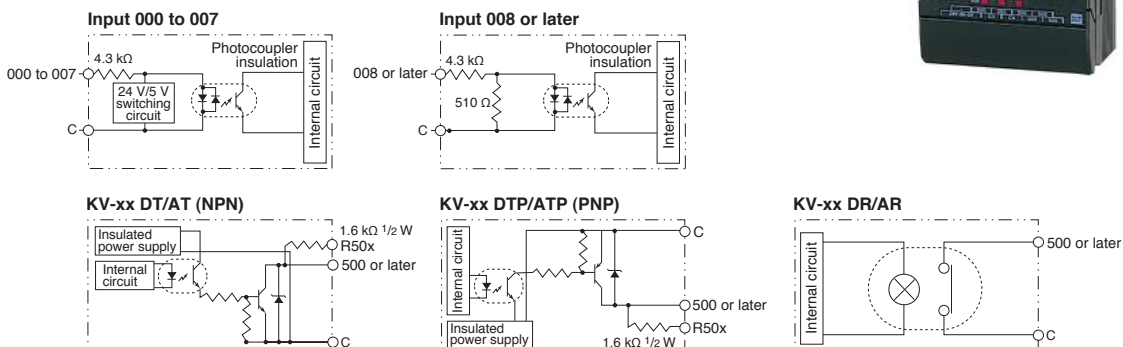 Input 000 to 007
000 to 007
4.3 kΩ
24 V/5 V
switching
circuit
Photocoupler
insulation
Internal circuit
C
Input 008 or later
008 or later
4.3 kΩ
510 Ω
Photocoupler
insulation
Internal circuit
C
KV-xx DT/AT (NPN)
Insulated
power supply
Internal
circuit
1.6 kΩ 1/2 W
R50x
500 or later
C
KV-xx DTP/ATP (PNP)
Internal circuit
Insulated
power supply
C
500 or later
R50x
1.6 kΩ 1/2 W
KV-xx DR/AR
Internal circuit
500 or later
C